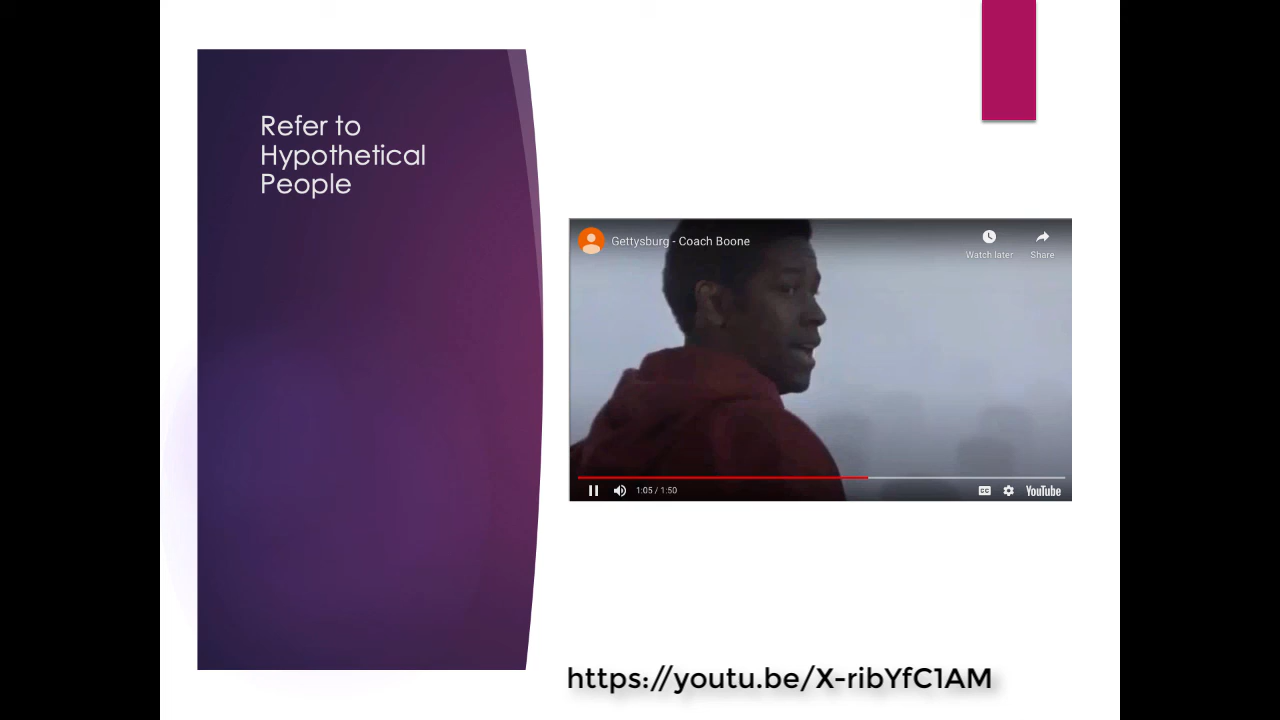 Refer to
Hypothetical
People
Gettysburg - Coach Boone
Watch later
Share
1:05 / 1:50
CC
YouTube
https://youtu.be/X-ribYfC1AM